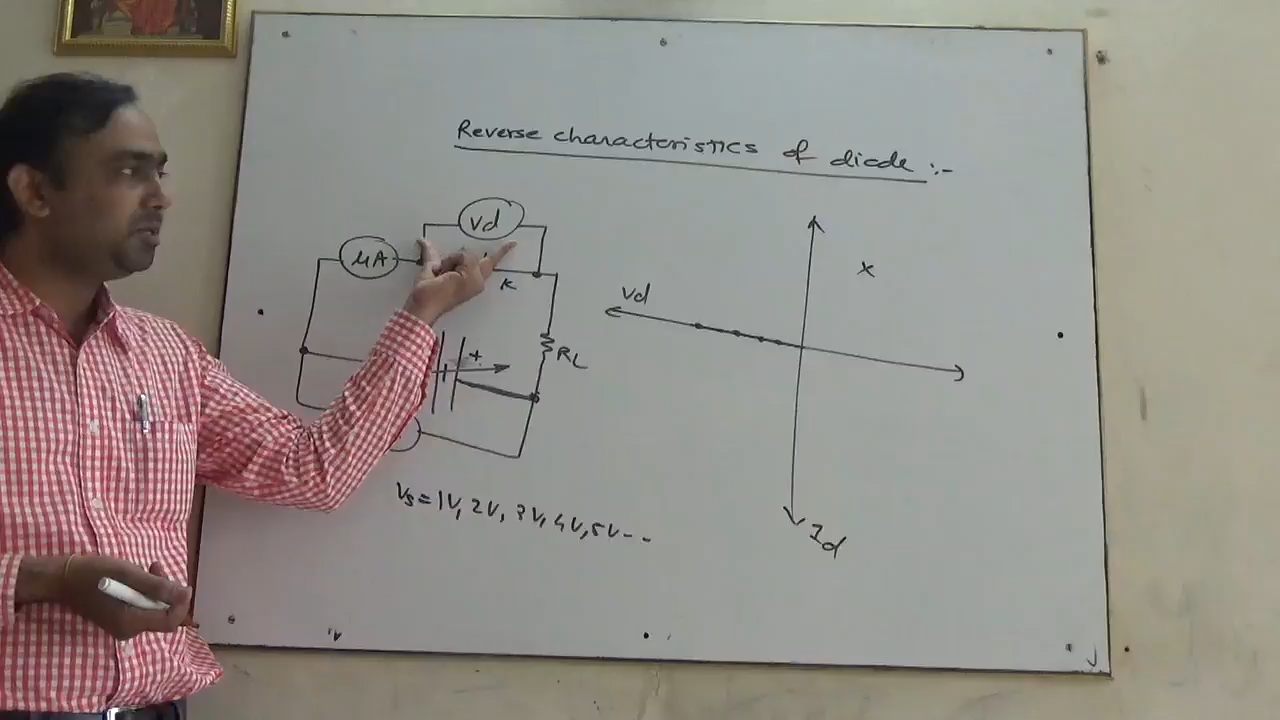 Reverse characteristics of diode :-
Vd
μA
K
+
RL
Vs = 1V, 2V, 3V, 4V, 5V--
Vd
x
Id